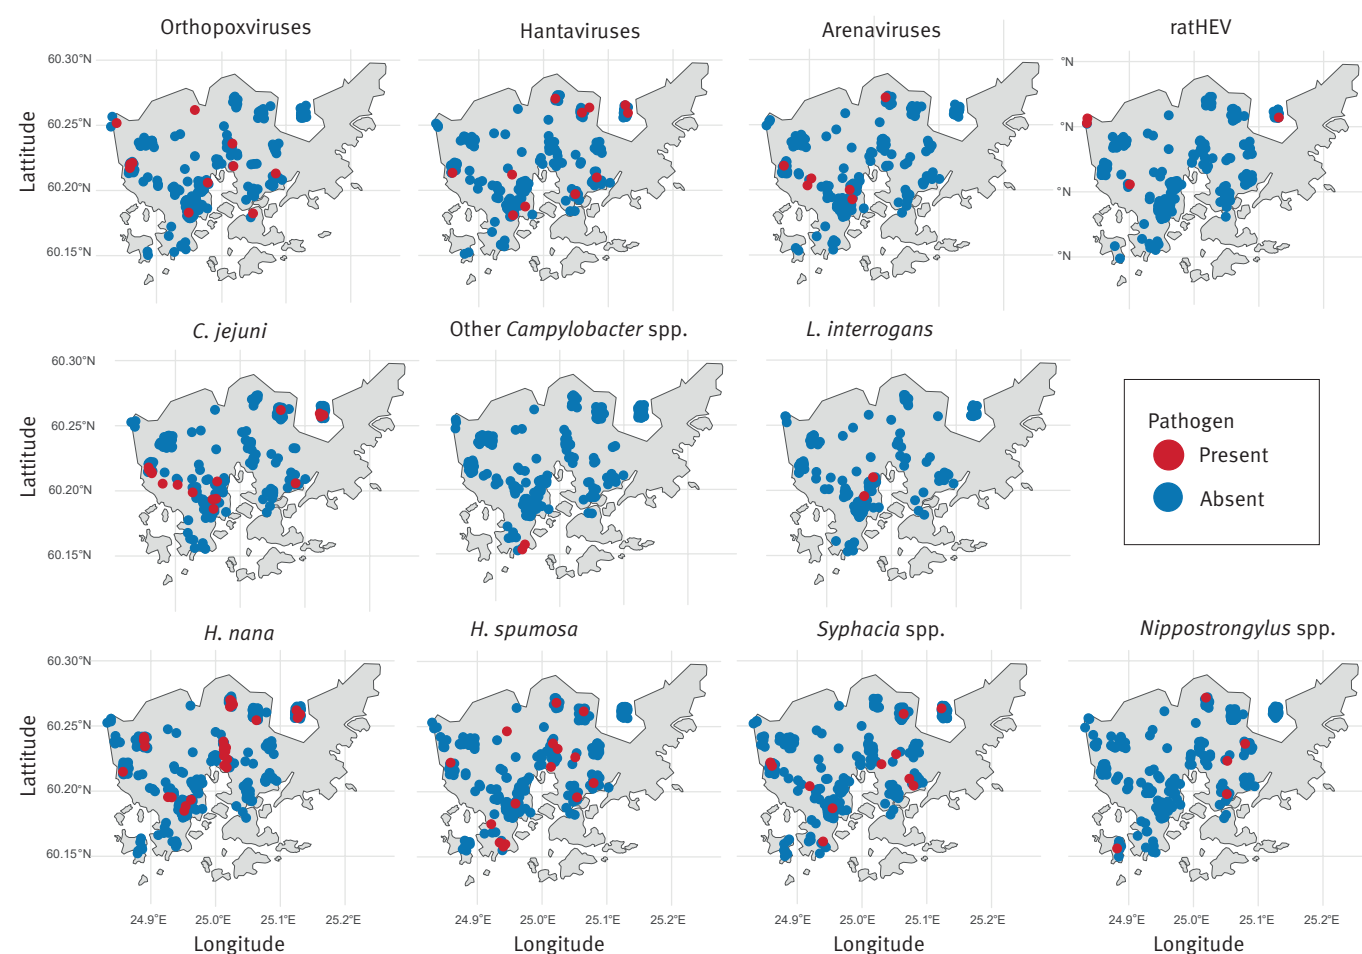 Orthopoxviruses
Hantaviruses
Arenaviruses
ratHEV
60.30°N
60.25°N
60.20°N
60.15°N
Lattitude
°N
°N
°N
°N
C. jejuni
Other Campylobacter spp.
L. interrogans
60.30°N
60.25°N
60.20°N
60.15°N
Lattitude
Pathogen
Present
Absent
H. nana
H. spumosa
Syphacia spp.
Nippostrongylus spp.
60.30°N
60.25°N
60.20°N
60.15°N
Lattitude
24.9°E 25.0°E 25.1°E 25.2°E
24.9°E 25.0°E 25.1°E 25.2°E
24.9°E 25.0°E 25.1°E 25.2°E
24.9°E 25.0°E 25.1°E 25.2°E
Longitude
Longitude
Longitude
Longitude